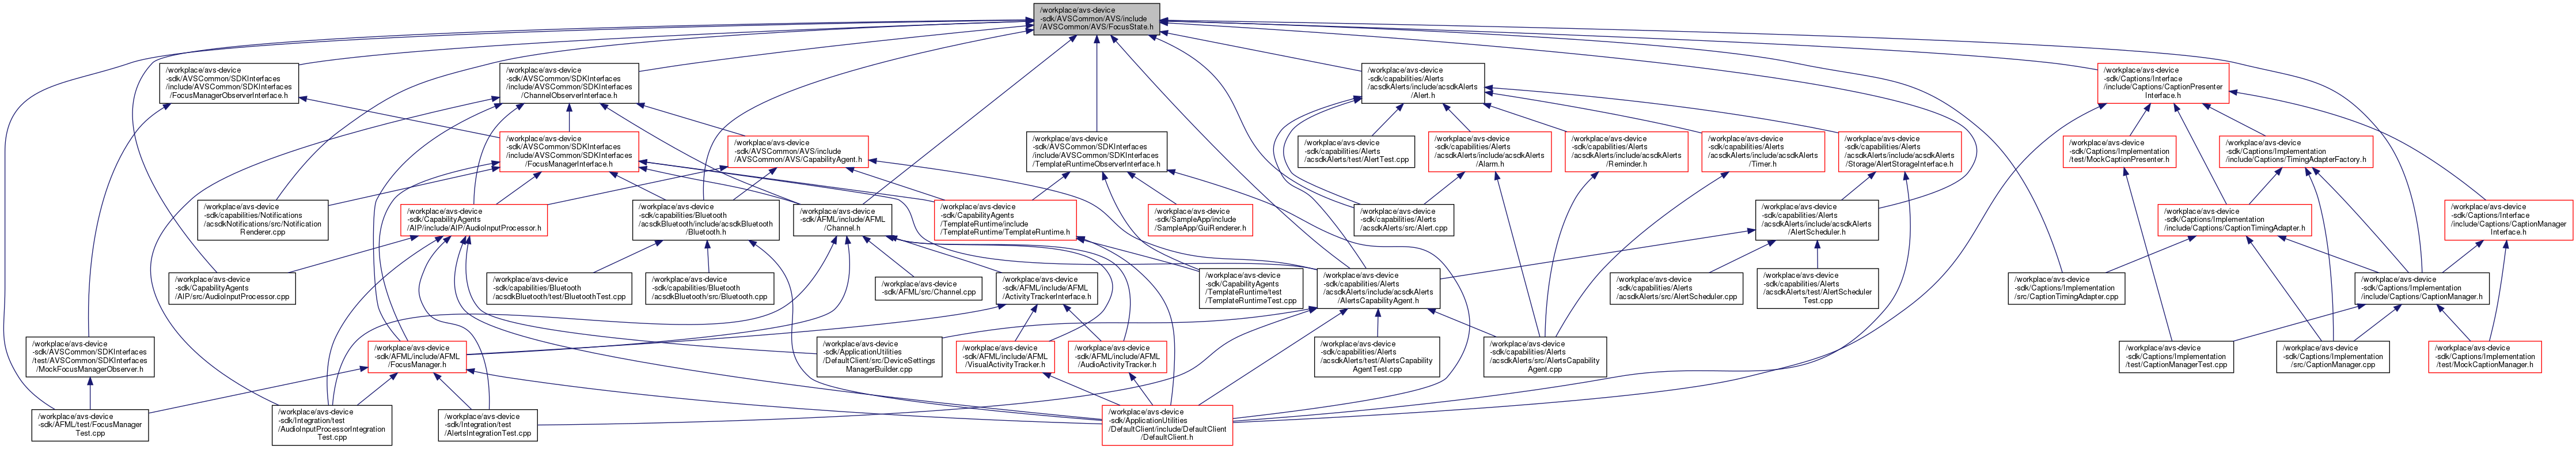 /workplace/avs-device
-sdk/AVSCommon/AVS/include
/AVSCommon/AVS/FocusState.h
/workplace/avs-device
-sdk/AVSCommon/SDKInterfaces
/include/AVSCommon/SDKInterfaces
/FocusManagerObserverInterface.h
/workplace/avs-device
-sdk/AVSCommon/SDKInterfaces
/include/AVSCommon/SDKInterfaces
/ChannelObserverInterface.h
/workplace/avs-device
-sdk/capabilities/Alerts
/acsdkAlerts/include/acsdkAlerts
/Alert.h
/workplace/avs-device
-sdk/Captions/Interface
/include/Captions/CaptionPresenter
Interface.h
/workplace/avs-device
-sdk/AVSCommon/SDKInterfaces
/include/AVSCommon/SDKInterfaces
/FocusManagerInterface.h
/workplace/avs-device
-sdk/AVSCommon/AVS/include
/AVSCommon/AVS/CapabilityAgent.h
/workplace/avs-device
-sdk/AVSCommon/SDKInterfaces
/include/AVSCommon/SDKInterfaces
/TemplateRuntimeObserverInterface.h
/workplace/avs-device
-sdk/capabilities/Alerts
/acsdkAlerts/test/AlertTest.cpp
/workplace/avs-device
-sdk/capabilities/Alerts
/acsdkAlerts/include/acsdkAlerts
/Alarm.h
/workplace/avs-device
-sdk/capabilities/Alerts
/acsdkAlerts/include/acsdkAlerts
/Reminder.h
/workplace/avs-device
-sdk/capabilities/Alerts
/acsdkAlerts/include/acsdkAlerts
/Timer.h
/workplace/avs-device
-sdk/capabilities/Alerts
/acsdkAlerts/include/acsdkAlerts
/Storage/AlertStorageInterface.h
/workplace/avs-device
-sdk/Captions/Implementation
/test/MockCaptionPresenter.h
/workplace/avs-device
-sdk/Captions/Implementation
/include/Captions/TimingAdapterFactory.h
/workplace/avs-device
-sdk/capabilities/Notifications
/acsdkNotifications/src/Notification
Renderer.cpp
/workplace/avs-device
-sdk/CapabilityAgents
/AIP/include/AIP/AudioInputProcessor.h
/workplace/avs-device
-sdk/capabilities/Bluetooth
/acsdkBluetooth/include/acsdkBluetooth
/Bluetooth.h
/workplace/avs-device
-sdk/AFML/include/AFML
/Channel.h
/workplace/avs-device
-sdk/CapabilityAgents
/TemplateRuntime/include
/TemplateRuntime/TemplateRuntime.h
/workplace/avs-device
-sdk/SampleApp/include
/SampleApp/GuiRenderer.h
/workplace/avs-device
-sdk/capabilities/Alerts
/acsdkAlerts/src/Alert.cpp
/workplace/avs-device
-sdk/capabilities/Alerts
/acsdkAlerts/include/acsdkAlerts
/AlertScheduler.h
/workplace/avs-device
-sdk/Captions/Implementation
/include/Captions/CaptionTimingAdapter.h
/workplace/avs-device
-sdk/Captions/Interface
/include/Captions/CaptionManager
Interface.h
/workplace/avs-device
-sdk/CapabilityAgents
/AIP/src/AudioInputProcessor.cpp
/workplace/avs-device
-sdk/capabilities/Bluetooth
/acsdkBluetooth/test/BluetoothTest.cpp
/workplace/avs-device
-sdk/capabilities/Bluetooth
/acsdkBluetooth/src/Bluetooth.cpp
/workplace/avs-device
-sdk/AFML/src/Channel.cpp
/workplace/avs-device
-sdk/AFML/include/AFML
/ActivityTrackerInterface.h
/workplace/avs-device
-sdk/CapabilityAgents
/TemplateRuntime/test
/TemplateRuntimeTest.cpp
/workplace/avs-device
-sdk/capabilities/Alerts
/acsdkAlerts/include/acsdkAlerts
/AlertsCapabilityAgent.h
/workplace/avs-device
-sdk/capabilities/Alerts
/acsdkAlerts/src/AlertScheduler.cpp
/workplace/avs-device
-sdk/capabilities/Alerts
/acsdkAlerts/test/AlertScheduler
Test.cpp
/workplace/avs-device
-sdk/Captions/Implementation
/src/CaptionTimingAdapter.cpp
/workplace/avs-device
-sdk/Captions/Implementation
/include/Captions/CaptionManager.h
/workplace/avs-device
-sdk/AVSCommon/SDKInterfaces
/test/AVSCommon/SDKInterfaces
/MockFocusManagerObserver.h
/workplace/avs-device
-sdk/AFML/include/AFML
/FocusManager.h
/workplace/avs-device
-sdk/ApplicationUtilities
/DefaultClient/src/DeviceSettings
ManagerBuilder.cpp
/workplace/avs-device
-sdk/AFML/include/AFML
/VisualActivityTracker.h
/workplace/avs-device
-sdk/AFML/include/AFML
/AudioActivityTracker.h
/workplace/avs-device
-sdk/capabilities/Alerts
/acsdkAlerts/test/AlertsCapability
AgentTest.cpp
/workplace/avs-device
-sdk/capabilities/Alerts
/acsdkAlerts/src/AlertsCapability
Agent.cpp
/workplace/avs-device
-sdk/Captions/Implementation
/test/CaptionManagerTest.cpp
/workplace/avs-device
-sdk/Captions/Implementation
/src/CaptionManager.cpp
/workplace/avs-device
-sdk/Captions/Implementation
/test/MockCaptionManager.h
/workplace/avs-device
-sdk/AFML/test/FocusManager
Test.cpp
/workplace/avs-device
-sdk/Integration/test
/AudioInputProcessorIntegration
Test.cpp
/workplace/avs-device
-sdk/Integration/test
/AlertsIntegrationTest.cpp
/workplace/avs-device
-sdk/ApplicationUtilities
/DefaultClient/include/DefaultClient
/DefaultClient.h